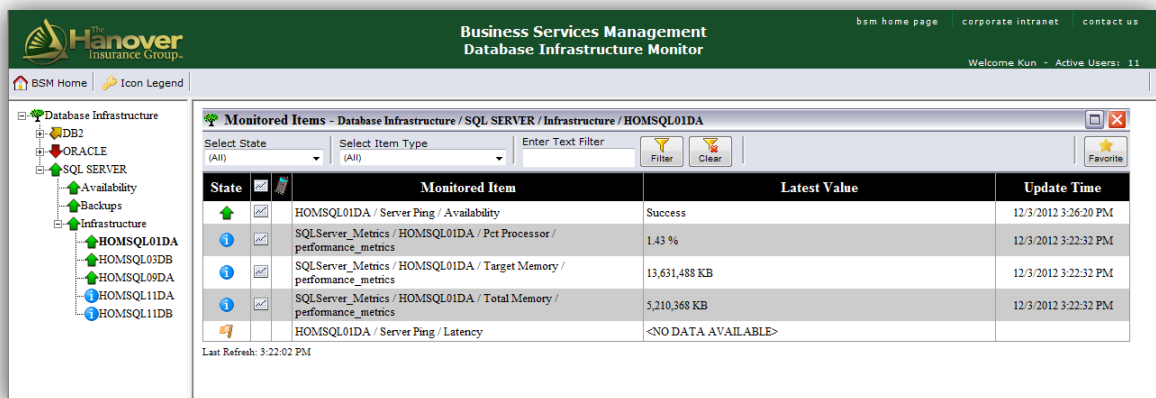 The
Hanover
Insurance Group
Business Services Management
Database Infrastructure Monitor
bsm home page
corporate intranet
contact us
Welcome Kun - Active Users: 11
BSM Home
Icon Legend
Database Infrastructure
DB2
ORACLE
SQL SERVER
Availability
Backups
Infrastructure
HOMSQL01DA
HOMSQL03DB
HOMSQL09DA
HOMSQL11DA
HOMSQL11DB
Monitored Items - Database Infrastructure / SQL SERVER / Infrastructure / HOMSQL01DA
Select State
(All)
Select Item Type
(All)
Enter Text Filter
Filter
Clear
Favorite
State Monitored Item Latest Value Update Time
HOMSQL01DA / Server Ping / Availability Success 12/3/2012 3:26:20 PM
SQLServer_Metrics / HOMSQL01DA / Pct Processor /
performance_metrics
1.43 % 12/3/2012 3:22:32 PM
SQLServer_Metrics / HOMSQL01DA / Target Memory /
performance_metrics
13,631,488 KB 12/3/2012 3:22:32 PM
SQLServer_Metrics / HOMSQL01DA / Total Memory /
performance_metrics
5,210,368 KB 12/3/2012 3:22:32 PM
HOMSQL01DA / Server Ping / Latency <NO DATA AVAILABLE>
Last Refresh: 3:22:02 PM